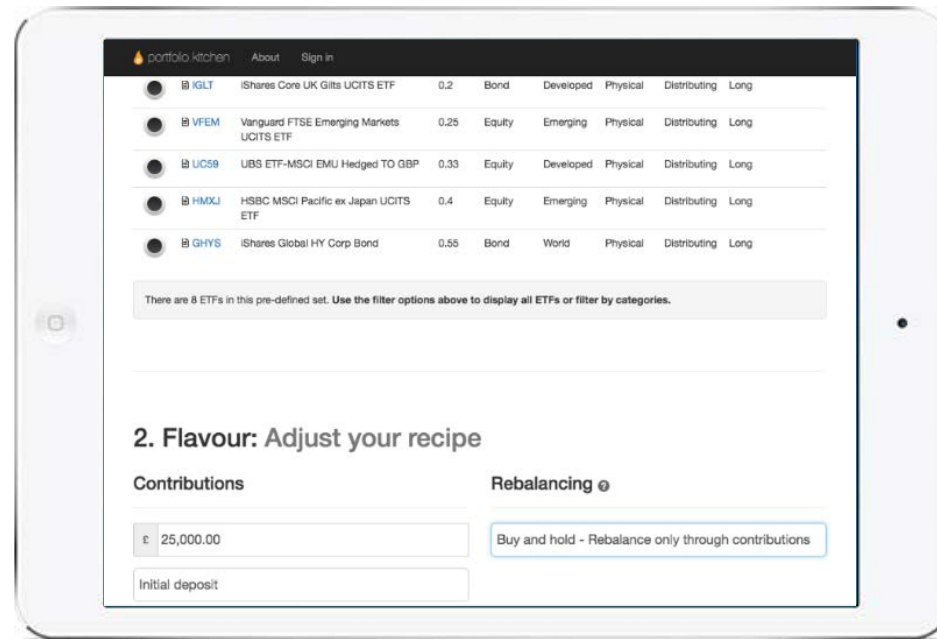 portfolio kitchen About Sign in
IGLT iShares Core UK Gilts UCITS ETF 0.2 Bond Developed Physical Distributing Long
VFEM Vanguard FTSE Emerging Markets UCITS ETF 0.25 Equity Emerging Physical Distributing Long
UC59 UBS ETF-MSCI EMU Hedged TO GBP 0.33 Equity Developed Physical Distributing Long
HMXJ HSBC MSCI Pacific ex Japan UCITS ETF 0.4 Equity Emerging Physical Distributing Long
GHYS iShares Global HY Corp Bond 0.55 Bond World Physical Distributing Long
There are 8 ETFs in this pre-defined set. Use the filter options above to display all ETFs or filter by categories.
2. Flavour: Adjust your recipe
Contributions
£ 25,000.00
Initial deposit
Rebalancing
Buy and hold - Rebalance only through contributions